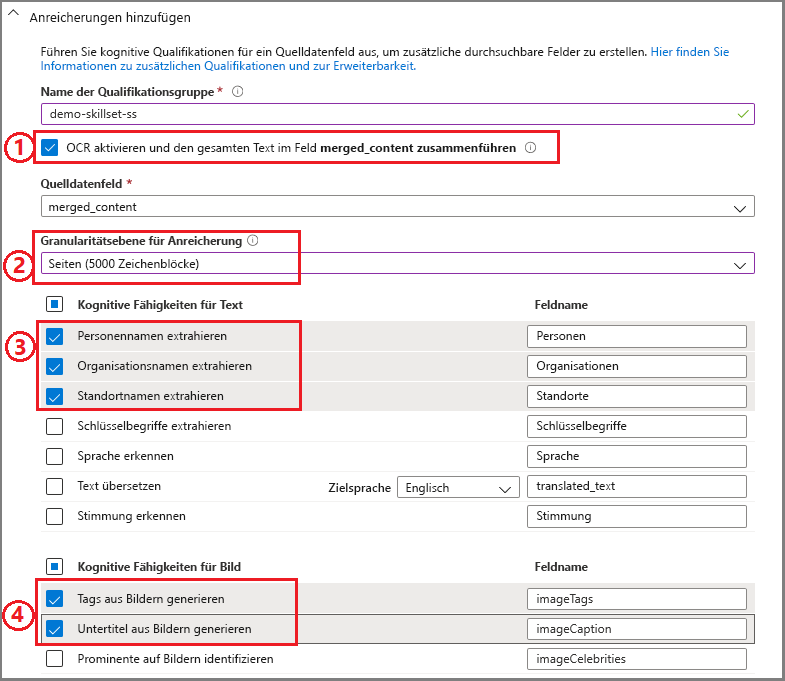 Anreicherungen hinzufügen
Führen Sie kognitive Qualifikationen für ein Quelldatenfeld aus, um zusätzliche durchsuchbare Felder zu erstellen. Hier finden Sie
Informationen zu zusätzlichen Qualifikationen und zur Erweiterbarkeit.
Name der Qualifikationsgruppe *
demo-skillset-ss
1 OCR aktivieren und den gesamten Text im Feld merged_content zusammenführen
Quelldatenfeld *
merged_content
Granularitätsebene für Anreicherung
2 Seiten (5000 Zeichenblöcke)
Kognitive Fähigkeiten für Text Feldname
3 Personennamen extrahieren Personen
Organisationsnamen extrahieren Organisationen
Standortnamen extrahieren Standorte
Schlüsselbegriffe extrahieren Schlüsselbegriffe
Sprache erkennen Sprache
Text übersetzen Zielsprache Englisch translated_text
Stimmung erkennen Stimmung
Kognitive Fähigkeiten für Bild Feldname
4 Tags aus Bildern generieren imageTags
Untertitel aus Bildern generieren imageCaption
Prominente auf Bildern identifizieren imageCelebrities